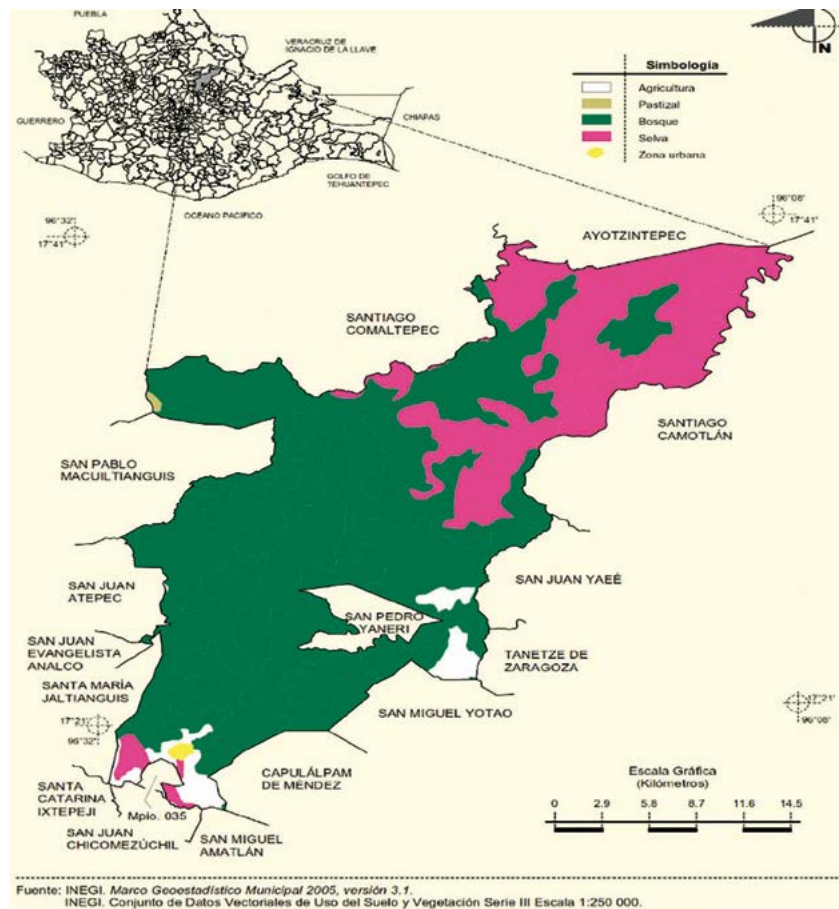 PUEBLA
VERACRUZ DE
IGNACIO DE LA LLAVE
GUERRERO
CHIAPAS
GOLFO DE
TEHUANTEPEC
OCEANO PACÍFICO
N
Simbología
Agricultura
Pastizal
Bosque
Selva
Zona urbana
96°32'
17°41'
96°08'
17°41'
AYOTZINTEPEC
SANTIAGO
COMALTEPEC
SANTIAGO
CAMOTLÁN
SAN PABLO
MACUILTIANGUIS
SAN JUAN
ATEPEC
SAN JUAN YAEÉ
SAN PEDRO
YANERI
SAN JUAN
EVANGELISTA
ANALCO
TANETZE DE
ZARAGOZA
SANTA MARÍA
JALTIANGUIS
SAN MIGUEL YOTAO
17°21'
96°32'
17°21'
96°08'
CAPULÁLPAM
DE MÉNDEZ
SANTA
CATARINA
IXTEPEJI
Mpio. 035
SAN JUAN
CHICOMEZÚCHIL
SAN MIGUEL
AMATLÁN
Escala Gráfica
(Kilómetros)
0 2.9 5.8 8.7 11.6 14.5
Fuente: INEGI. Marco Geoestadístico Municipal 2005, versión 3.1.
INEGI. Conjunto de Datos Vectoriales de Uso del Suelo y Vegetación Serie III Escala 1:250 000.